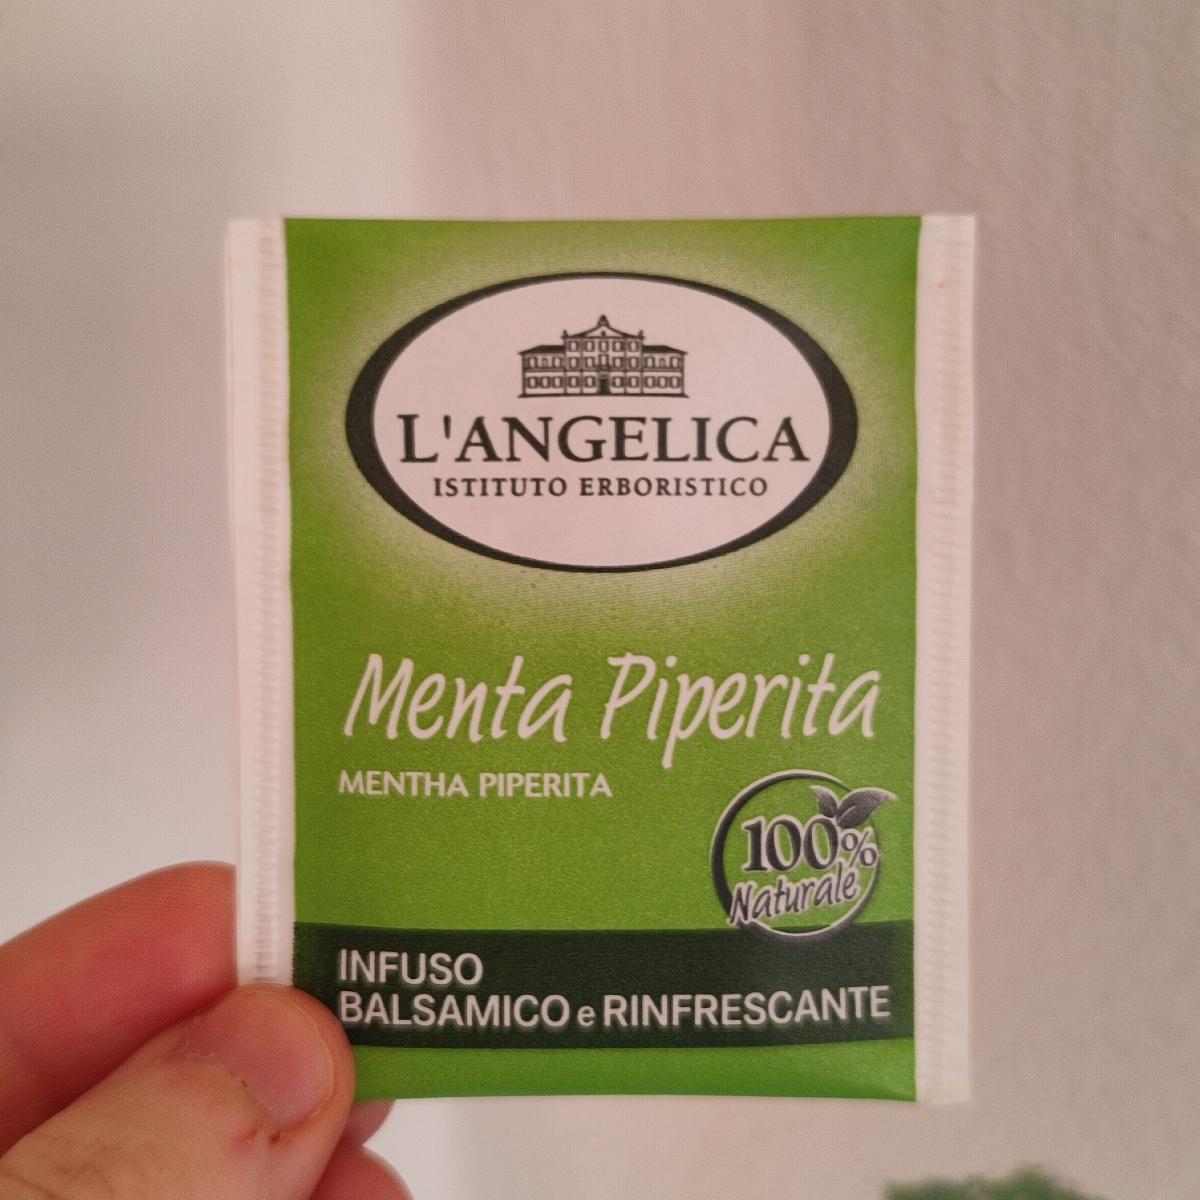 L'ANGELICA
ISTITUTO ERBORISTICO
Menta Piperita
MENTHA PIPERITA
100%
Naturale
INFUSO
BALSAMICO e RINFRESCANTE